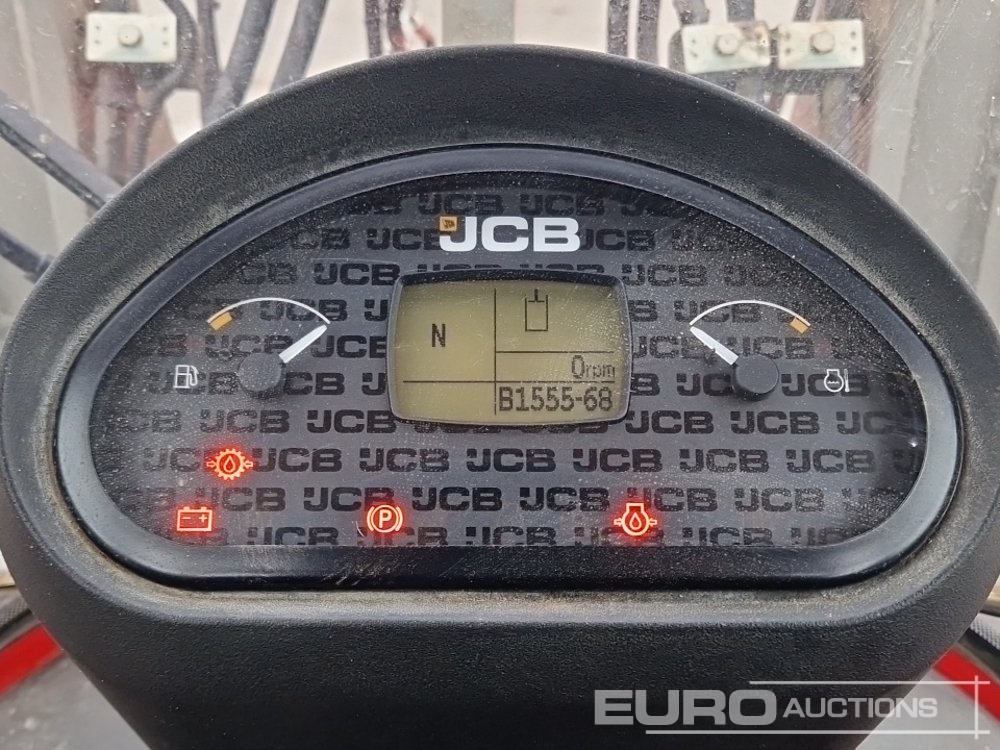 JCB
N
0rpm
B1555-68
P
EURO AUCTIONS